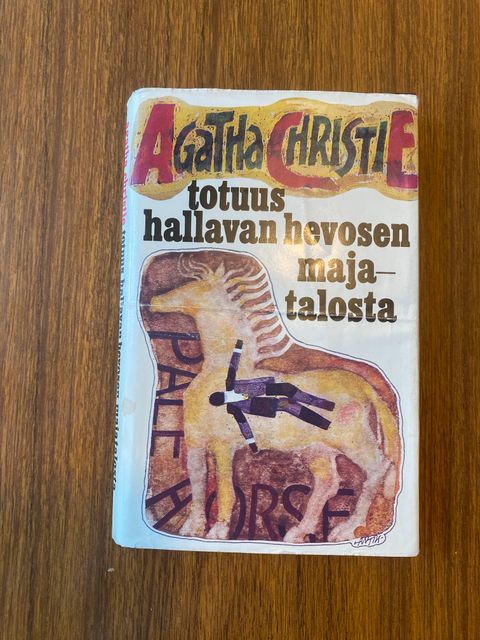 AGATHA CHRISTIE
totuus
hallavan hevosen
maja-
talosta
PALE
HORSE